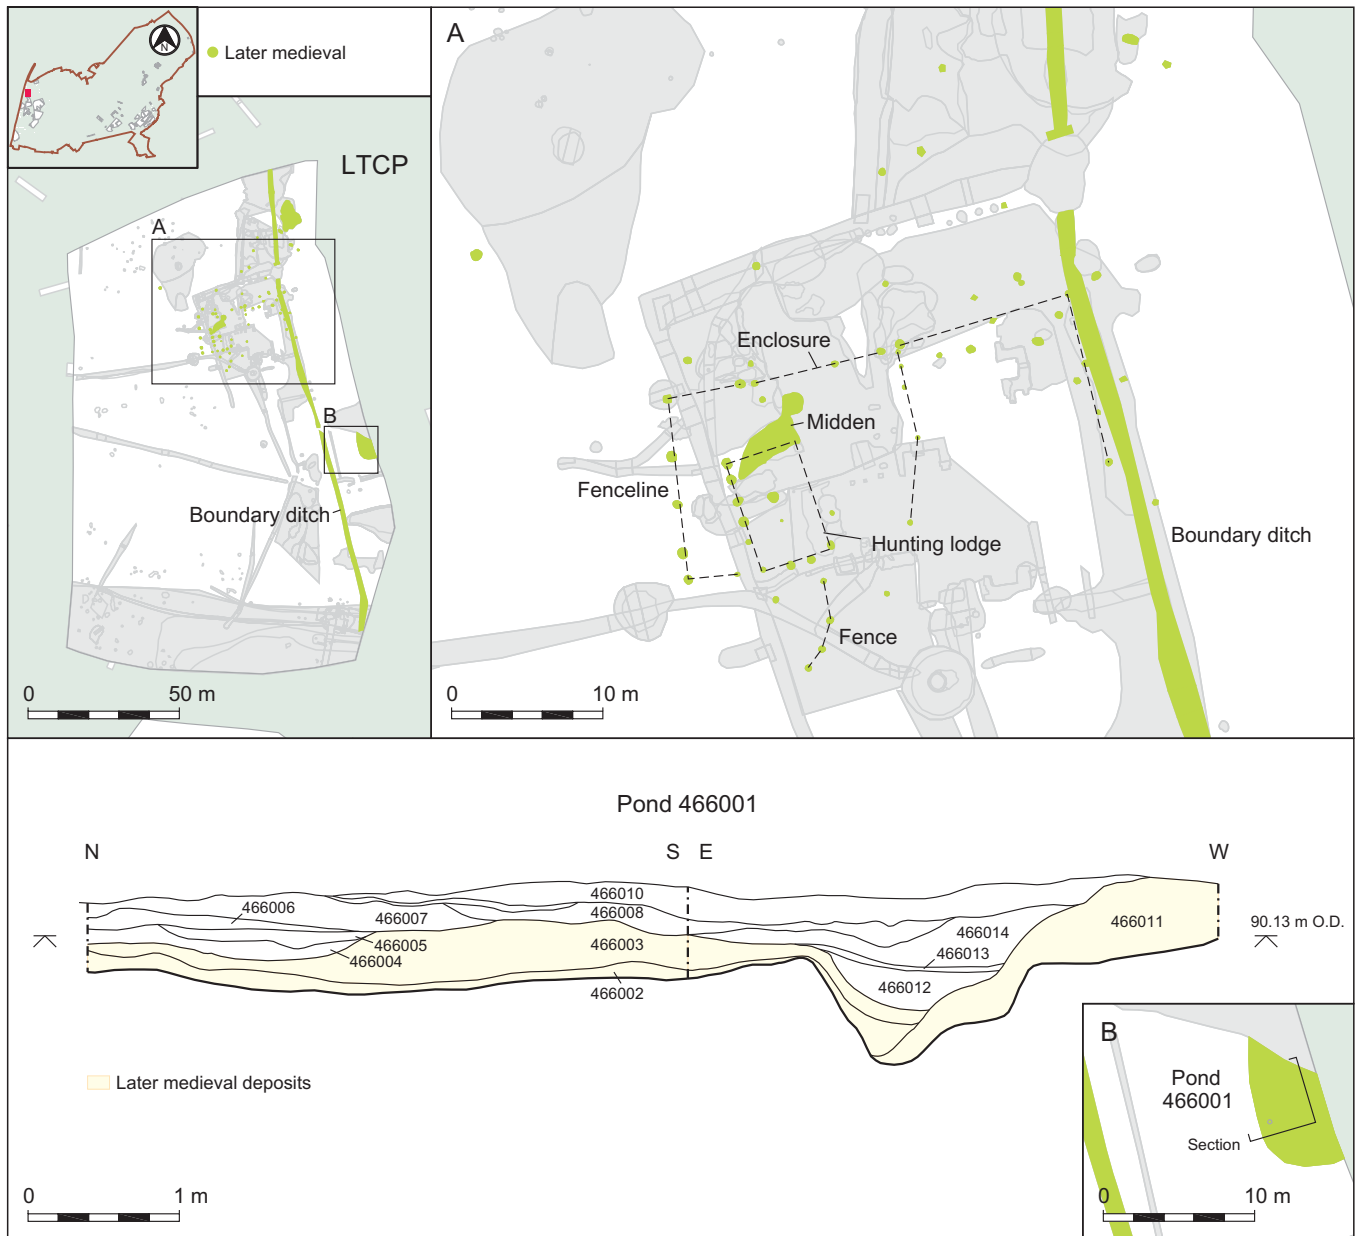 N
Later medieval
LTCP
A
B
Boundary ditch
0 50 m
A
Enclosure
Midden
Fenceline
Hunting lodge
Boundary ditch
Fence
0 10 m
Pond 466001
N S E W
466010
466006
466007
466008
466005
466003
466004
466002
466011
466014
466013
466012
90.13 m O.D.
Later medieval deposits
0 1 m
B
Pond
466001
Section
0 10 m